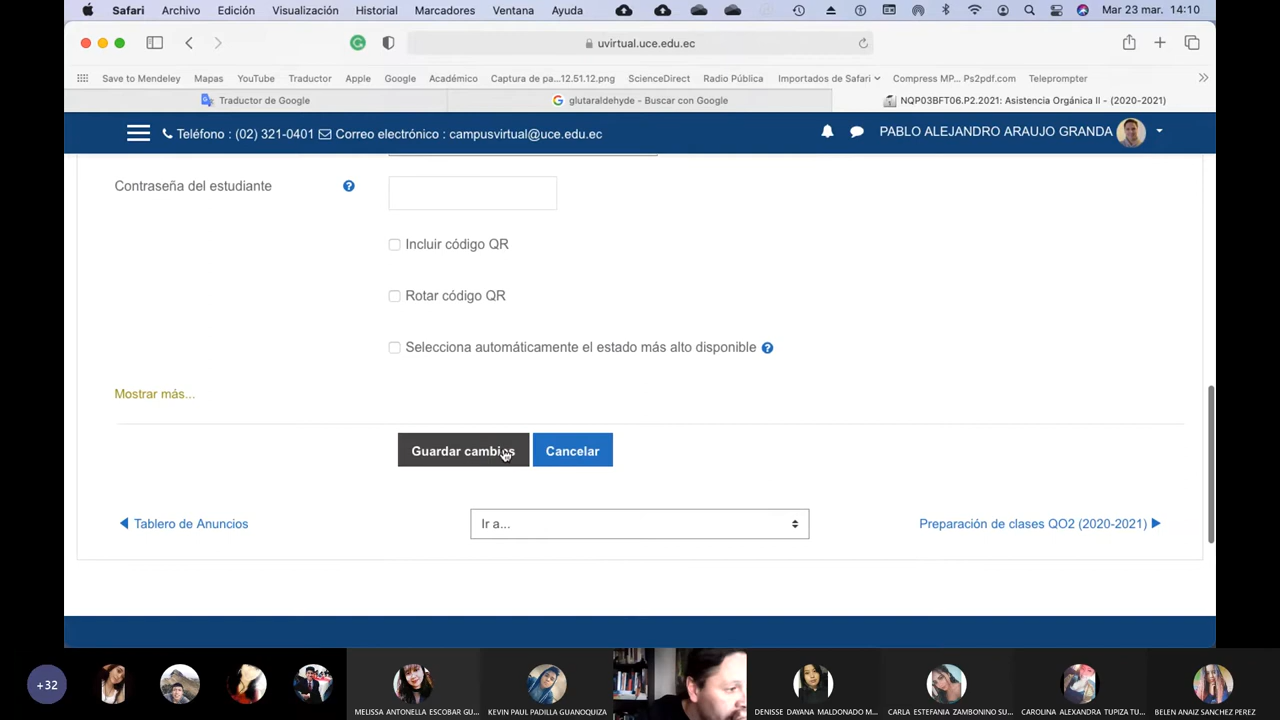 Safari Archivo Edición Visualización Historial Marcadores Ventana Ayuda Mar 23 mar. 14:10
uvirtual.uce.edu.ec
Save to Mendeley Mapas YouTube Traductor Apple Google Académico Captura de pa...12.51.12.png ScienceDirect Radio Pública Importados de Safari Compress MP... Ps2pdf.com Teleprompter
Traductor de Google glutaraldehyde - Buscar con Google NQP03BFT06.P2.2021: Asistencia Orgánica II - (2020-2021)
Teléfono : (02) 321-0401 Correo electrónico : campusvirtual@uce.edu.ec PABLO ALEJANDRO ARAUJO GRANDA
Contraseña del estudiante
Incluir código QR
Rotar código QR
Selecciona automáticamente el estado más alto disponible
Mostrar más...
Guardar cambios Cancelar
Tablero de Anuncios Ir a... Preparación de clases QO2 (2020-2021)
+32 MELISSA ANTONELLA ESCOBAR GU... KEVIN PAUL PADILLA GUANOQUIZA DENISSE DAYANA MALDONADO M... CARLA ESTEFANIA ZAMBONINO SU... CAROLINA ALEXANDRA TUPIZA TU... BELEN ANAIZ SANCHEZ PEREZ